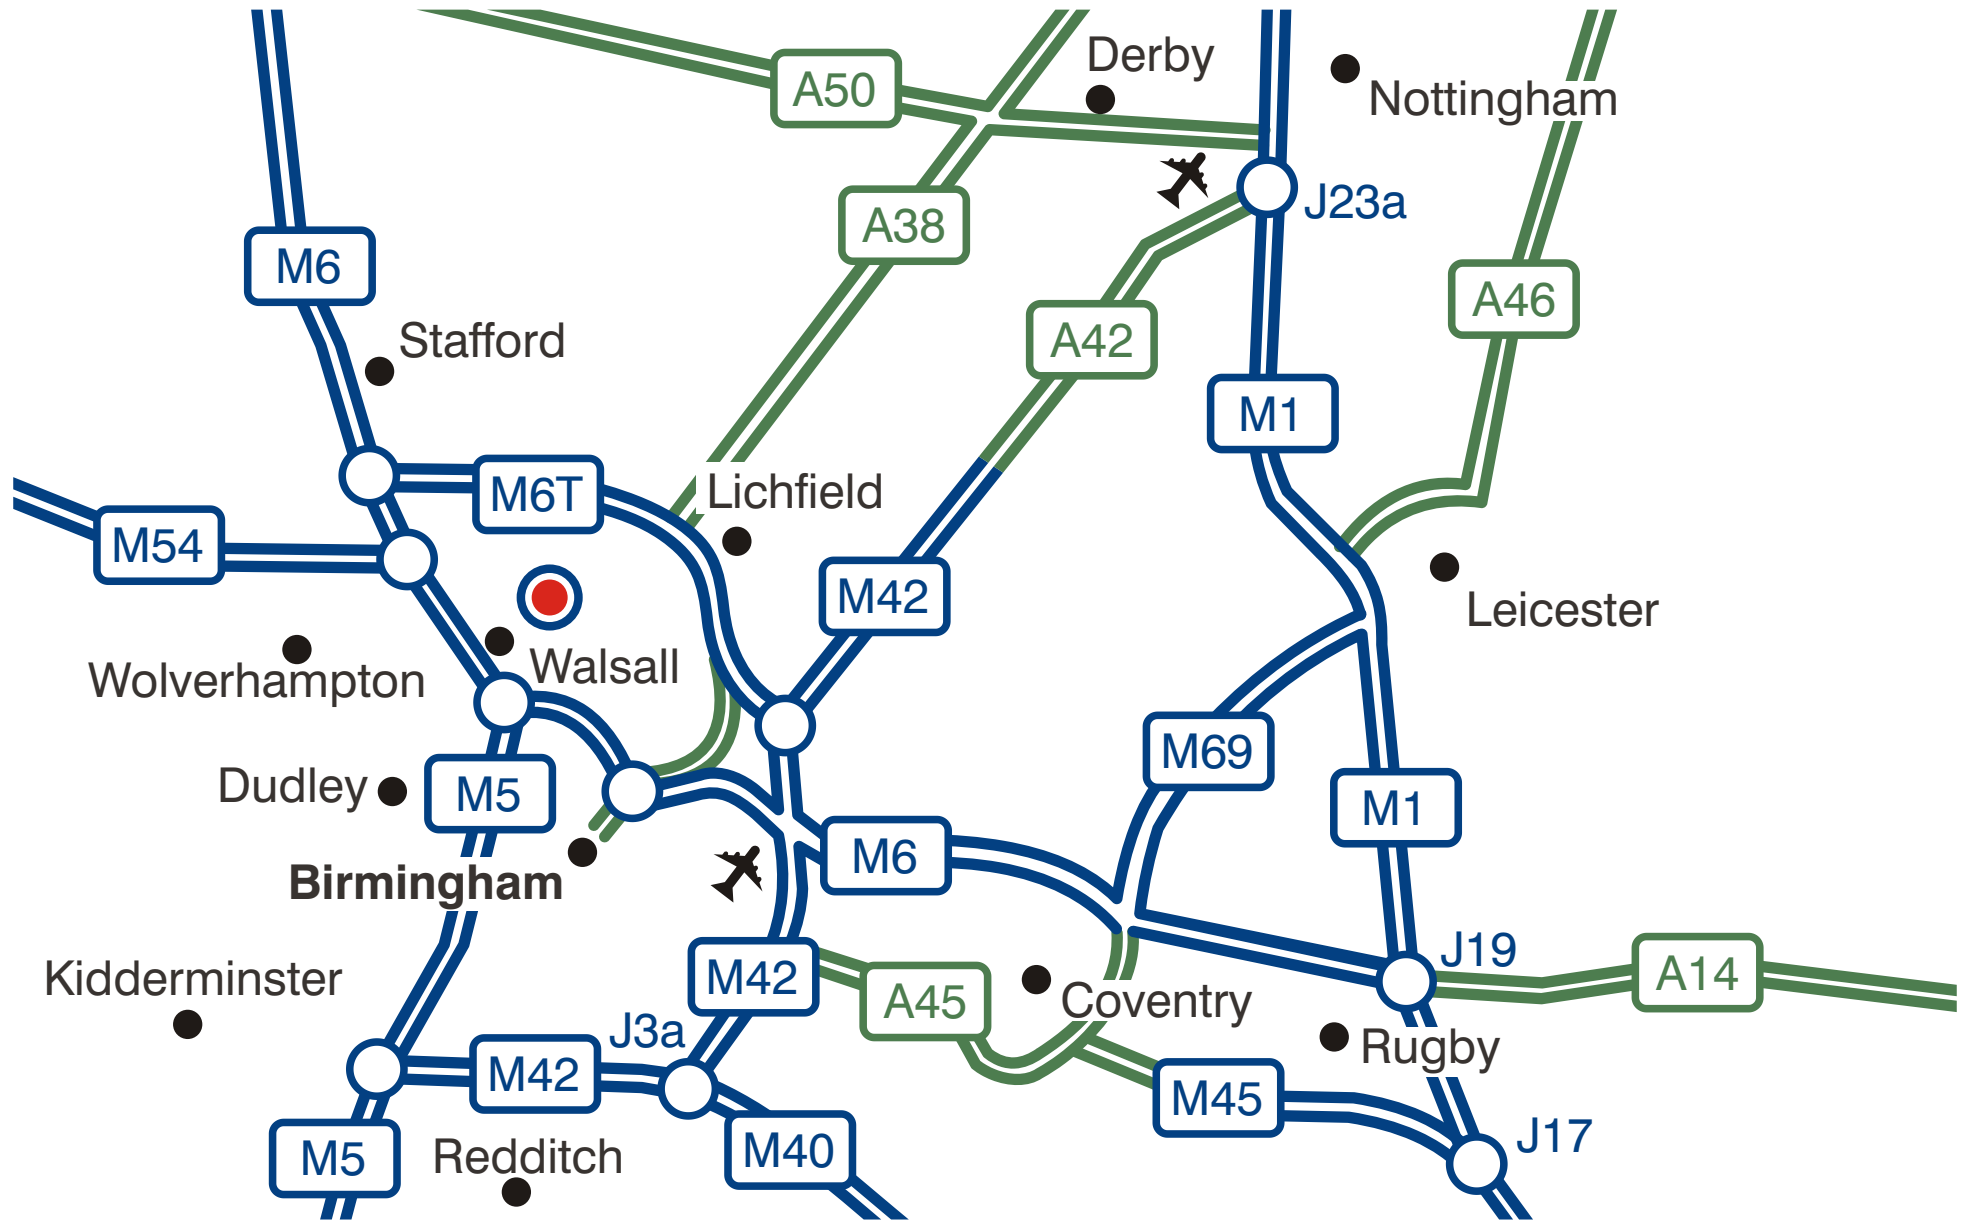 Derby
A50
Nottingham
J23a
A38
M6
A46
Stafford
A42
M1
Lichfield
M6T
M54
M42
Leicester
Walsall
Wolverhampton
M69
Dudley
M5
M1
M6
Birmingham
J19
Kidderminster
M42
A14
Coventry
A45
J3a
Rugby
M42
M45
J17
M40
Redditch
M5